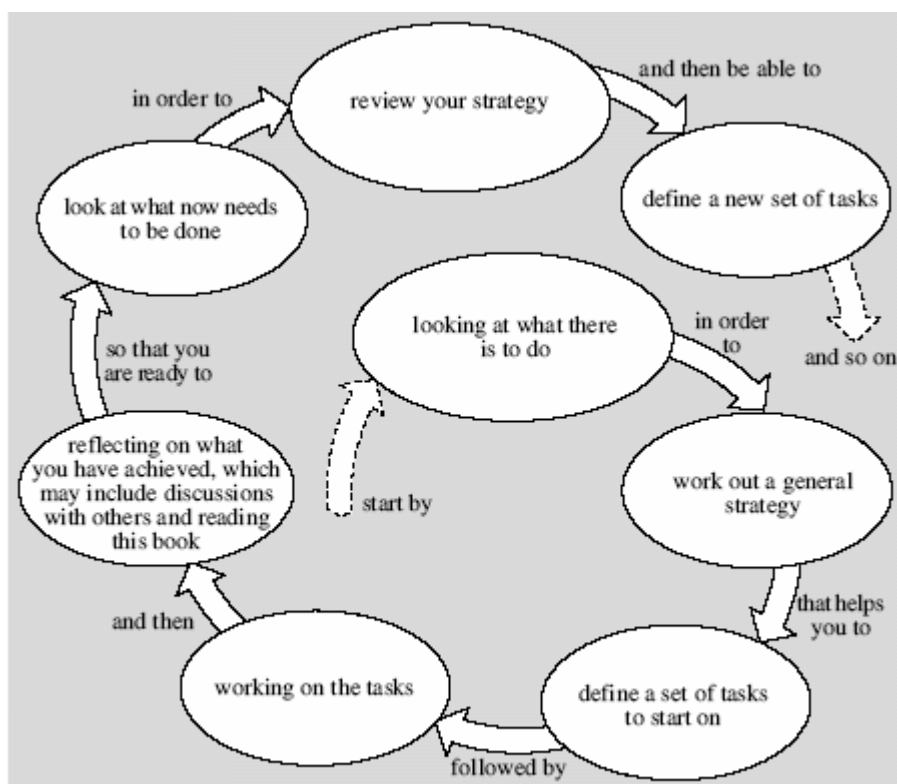 start by
looking at what there
is to do
in order
to
work out a general
strategy
that helps
you to
define a set of tasks
to start on
followed by
working on the tasks
and then
reflecting on what
you have achieved, which
may include discussions
with others and reading
this book
so that you
are ready to
look at what now needs
to be done
in order to
review your strategy
and then be able to
define a new set of tasks
and so on